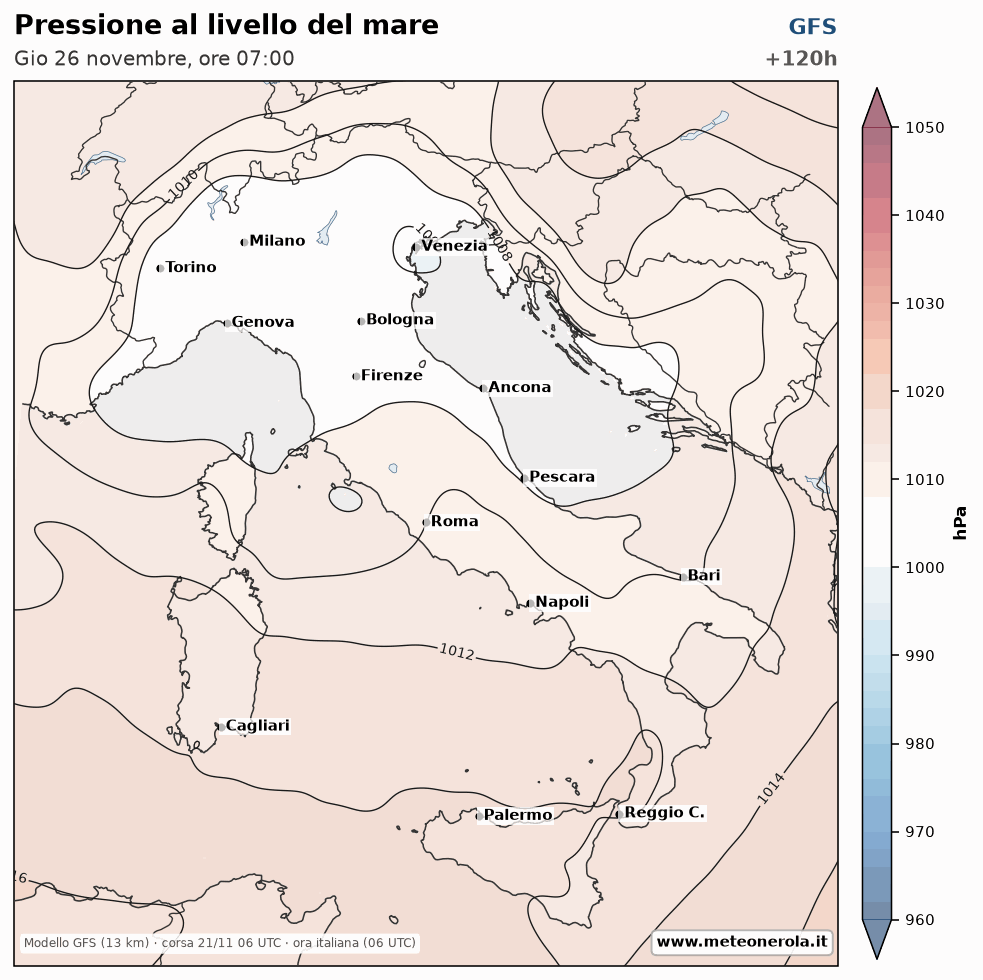 Pressione al livello del mare
GFS
Gio 26 novembre, ore 07:00
+120h
1050
1040
1030
1020
1010
1000
990
980
970
960
hPa
1010
Milano
Venezia
1008
Torino
Genova
Bologna
Firenze
Ancona
Pescara
Roma
Bari
Napoli
1012
Cagliari
1014
Palermo
Reggio C.
16
Modello GFS (13 km) · corsa 21/11 06 UTC · ora italiana (06 UTC)
www.meteonerola.it